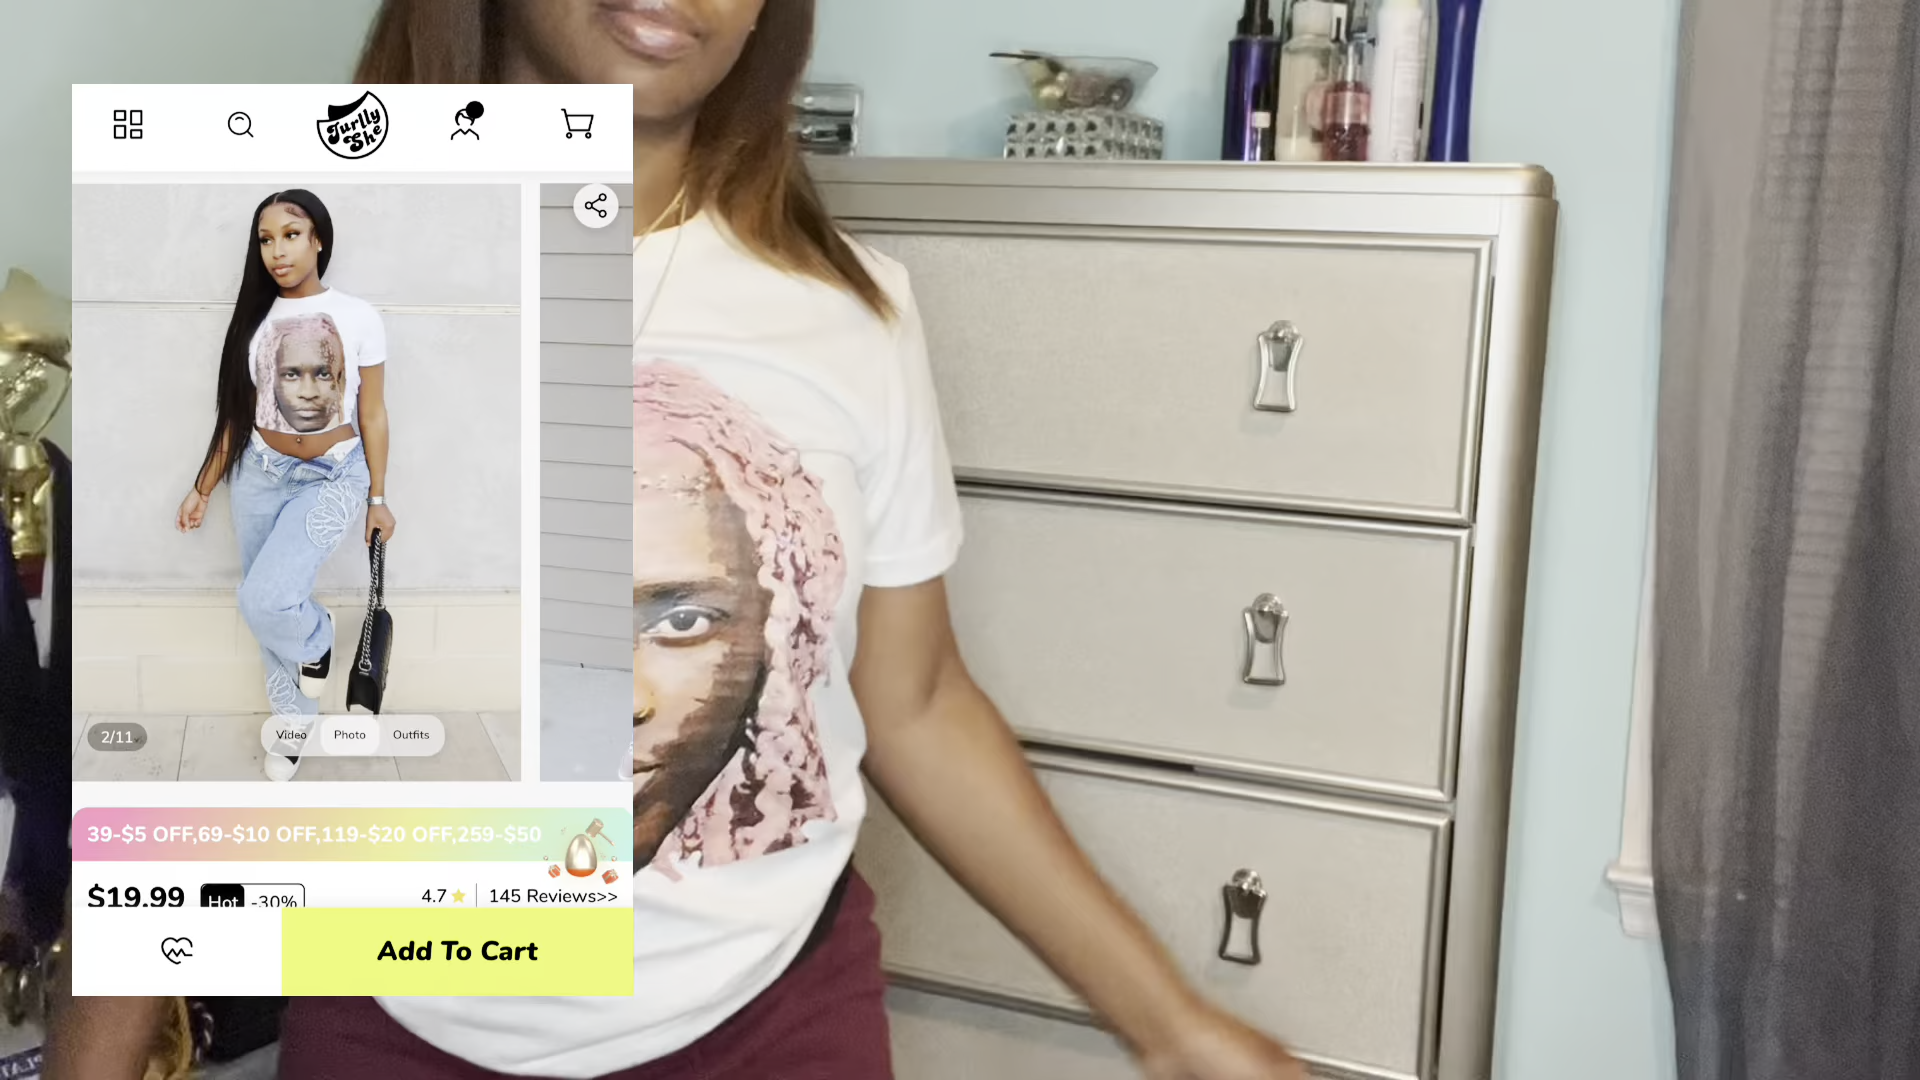 Turlly
She
2/11
Video
Photo
Outfits
39-$5 OFF,69-$10 OFF,119-$20 OFF,259-$50
$19.99
Hot
-30%
4.7
145 Reviews>>
Add To Cart